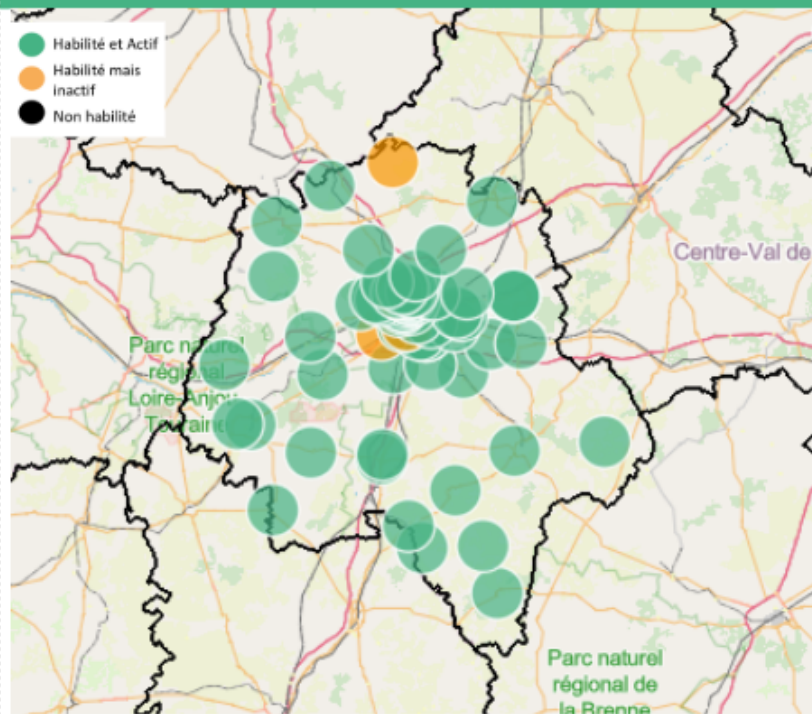 Habilité et Actif
Habilité mais
inactif
Non habilité
Centre-Val de
Parc naturel
régional
Loire-Anjou-
Touraine
Parc naturel
régional de
la Brenne